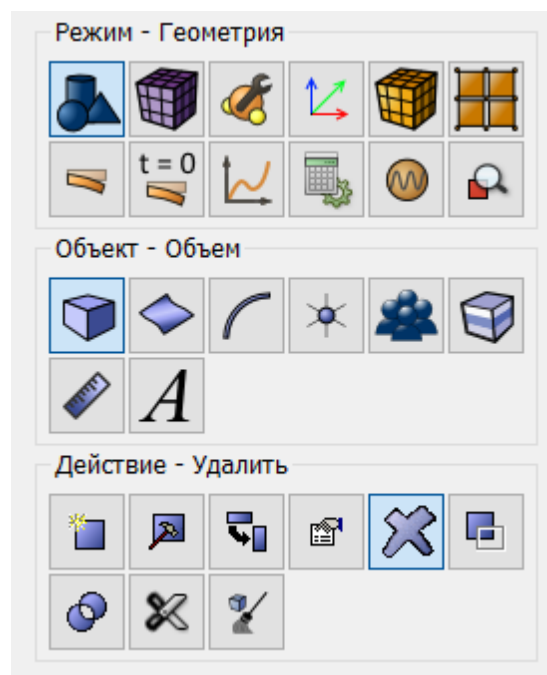 Режим - Геометрия
t = 0
Объект - Объем
A
Действие - Удалить